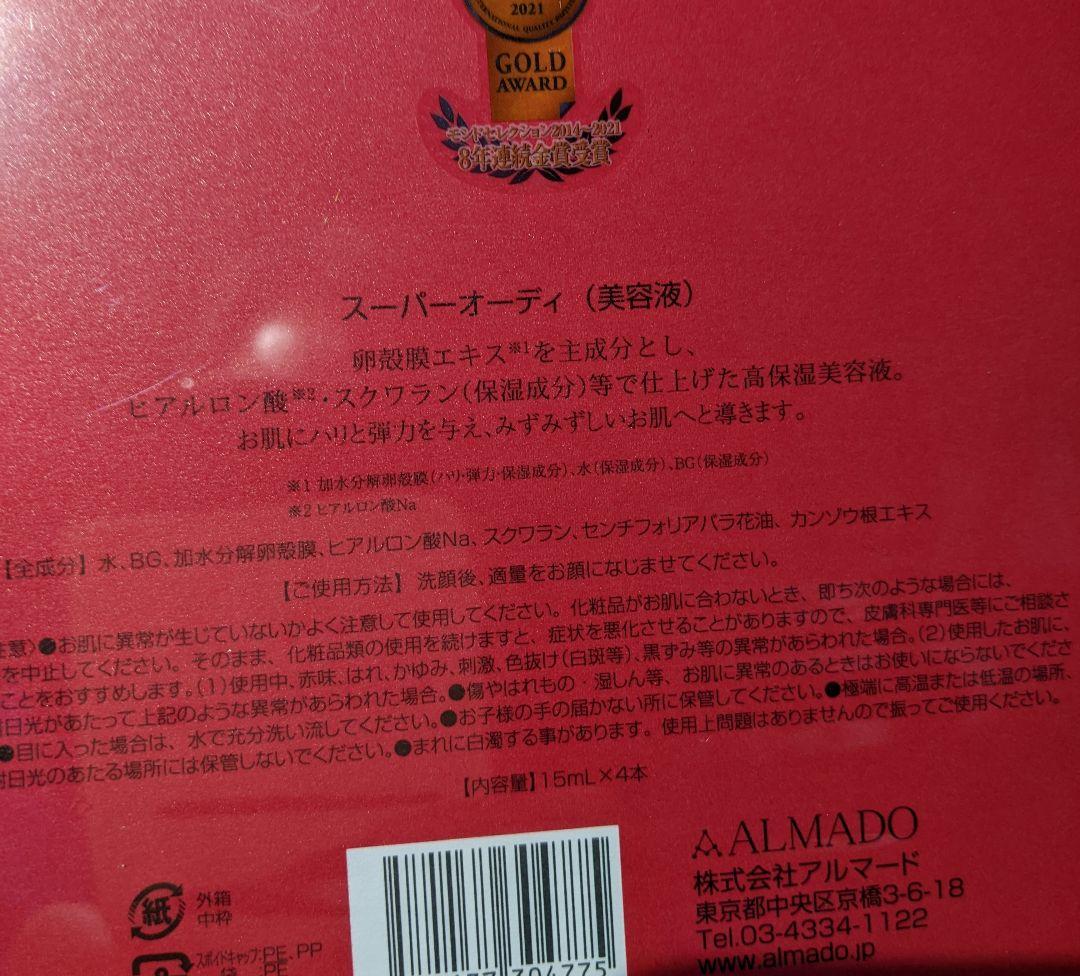 2021
INTERNATIONAL QUALITY
GOLD
AWARD
モンドセレクション2014~2021
8年連続金賞受賞
スーパーオーディ（美容液）
卵殻膜エキス※1を主成分とし、
ヒアルロン酸※2・スクワラン（保湿成分）等で仕上げた高保湿美容液。
お肌にハリと弾力を与え、みずみずしいお肌へと導きます。
※1 加水分解卵殻膜（ハリ・弾力・保湿成分）、水（保湿成分）、BG（保湿成分）
※2 ヒアルロン酸Na
【全成分】水、BG、加水分解卵殻膜、ヒアルロン酸Na、スクワラン、センチフォリアバラ花油、カンゾウ根エキス
【ご使用方法】洗顔後、適量をお顔になじませてください。
意〉●お肌に異常が生じていないかよく注意して使用してください。化粧品がお肌に合わないとき、即ち次のような場合には、
を中止してください。そのまま、化粧品類の使用を続けますと、症状を悪化させることがありますので、皮膚科専門医等にご相談さ
ことをおすすめします。（1）使用中、赤味、はれ、かゆみ、刺激、色抜け（白斑等）、黒ずみ等の異常があらわれた場合。（2）使用したお肌に、
射日光があたって上記のような異常があらわれた場合。●傷やはれもの・湿しん等、お肌に異常のあるときはお使いにならないでくださ
●目に入った場合は、水で充分洗い流してください。●お子様の手の届かない所に保管してください。●極端に高温または低温の場所、
射日光のあたる場所には保管しないでください。●まれに白濁する事があります。使用上問題はありませんので振ってご使用ください。
【内容量】15mL×4本
ALMADO
株式会社アルマード
東京都中央区京橋3-6-18
Tel.03-4334-1122
www.almado.jp
紙
外箱
中枠
スポイドキャップ:PE、PP
袋 :PE
304775